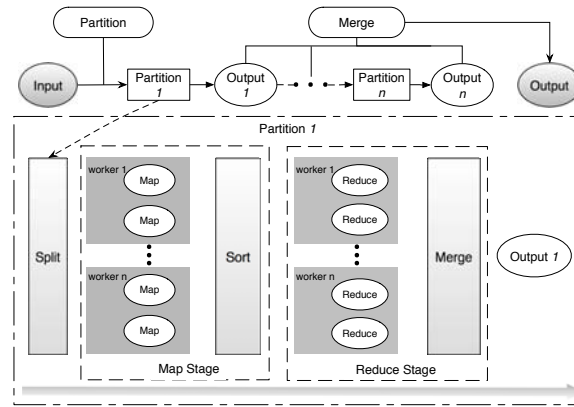 Partition
Merge
Input
Partition
1
Output
1
Partition
n
Output
n
Output
Partition 1
Split
worker 1
Map
Map
worker n
Map
Map
Sort
Map Stage
worker 1
Reduce
Reduce
worker n
Reduce
Reduce
Merge
Reduce Stage
Output 1